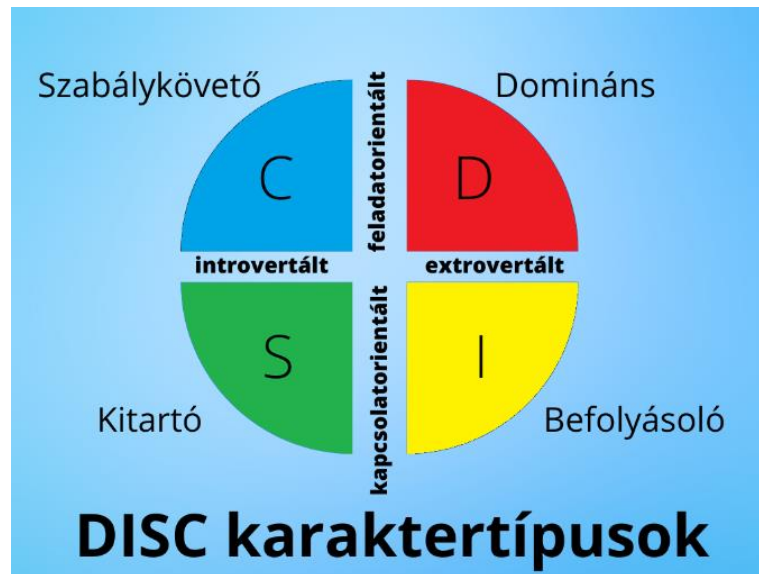 Szabálykövető
Domináns
C
feladatorientált
D
introvertált
extrovertált
S
kapcsolatorientált
I
Kitartó
Befolyásoló
DISC karaktertípusok